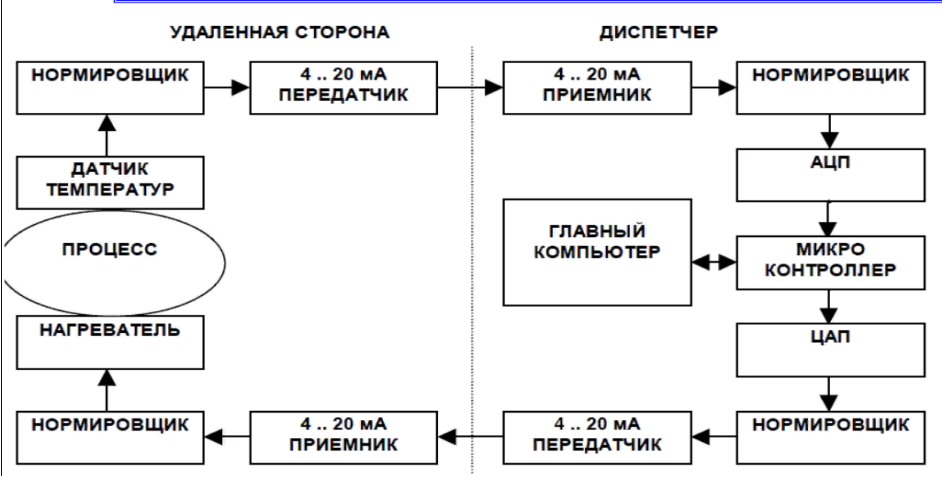 УДАЛЕННАЯ СТОРОНА
ДИСПЕТЧЕР
НОРМИРОВЩИК
4 .. 20 мА
ПЕРЕДАТЧИК
4 .. 20 мА
ПРИЕМНИК
НОРМИРОВЩИК
ДАТЧИК
ТЕМПЕРАТУР
АЦП
ПРОЦЕСС
ГЛАВНЫЙ
КОМПЬЮТЕР
МИКРО
КОНТРОЛЛЕР
НАГРЕВАТЕЛЬ
ЦАП
НОРМИРОВЩИК
4 .. 20 мА
ПРИЕМНИК
4 .. 20 мА
ПЕРЕДАТЧИК
НОРМИРОВЩИК